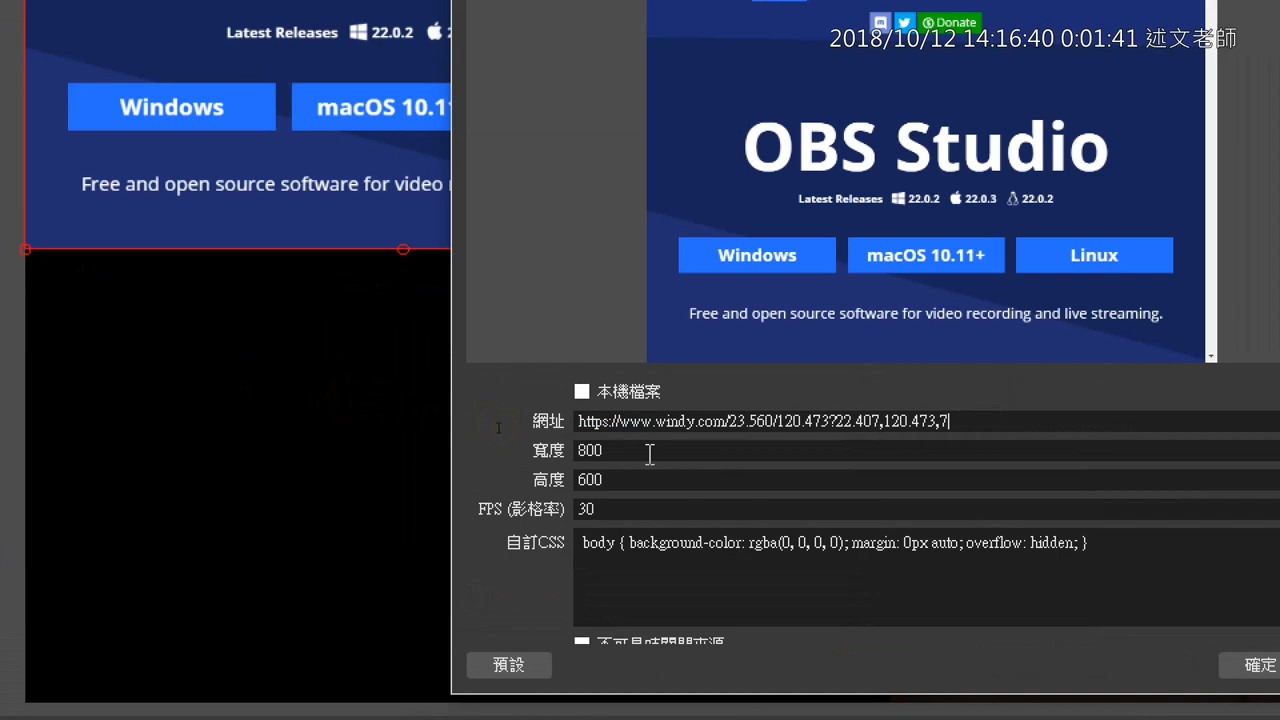 Latest Releases 22.0.2
Windows
macOS 10.1
Free and open source software for video
Donate
2018/10/12 14:16:40 0:01:41 述文老師
OBS Studio
Latest Releases 22.0.2 22.0.3 22.0.2
Windows
macOS 10.11+
Linux
Free and open source software for video recording and live streaming.
本機檔案
網址 https://www.windy.com/23.560/120.473?22.407,120.473,7
寬度 800
高度 600
FPS (影格率) 30
自訂CSS body { background-color: rgba(0, 0, 0, 0); margin: 0px auto; overflow: hidden; }
預設
確定